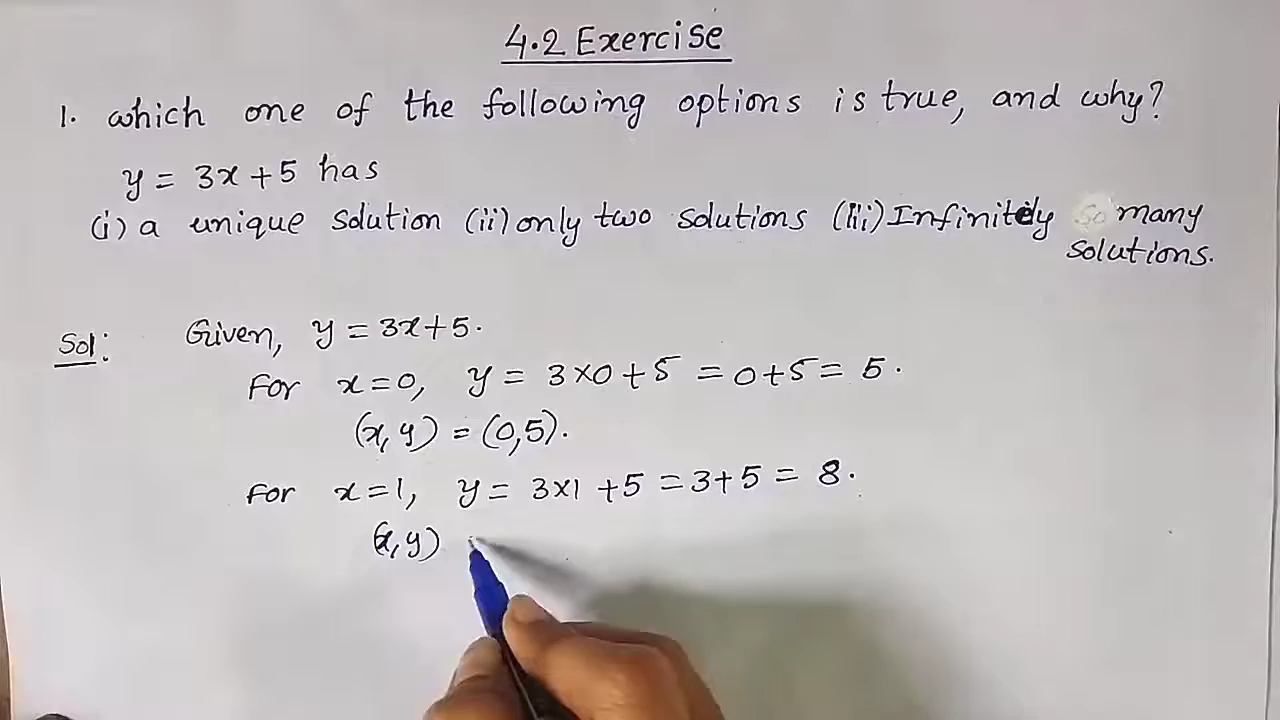 4.2 Exercise
1. which one of the following options is true, and why?
y = 3x+5 has
(i) a unique solution (ii) only two solutions (iii) Infinitely so many
solutions.
Sol: Given, y = 3x+5.
For x=0, y = 3×0+5 = 0+5 = 5.
(x,y) = (0,5).
For x=1, y = 3×1 +5 = 3+5 = 8.
(x,y)